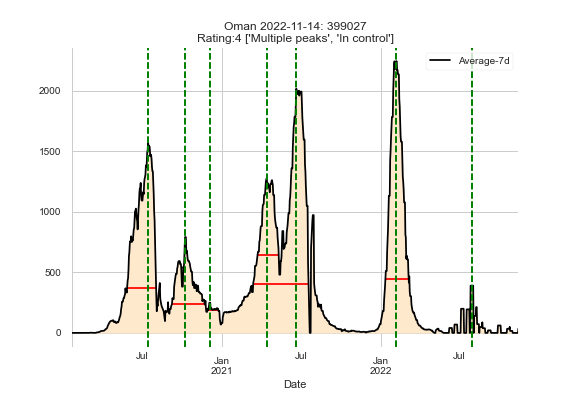 Oman 2022-11-14: 399027
Rating:4 ['Multiple peaks', 'In control']
Average-7d
2000
1500
1000
500
0
Jul
Jan
2021
Jul
Jan
2022
Jul
Date